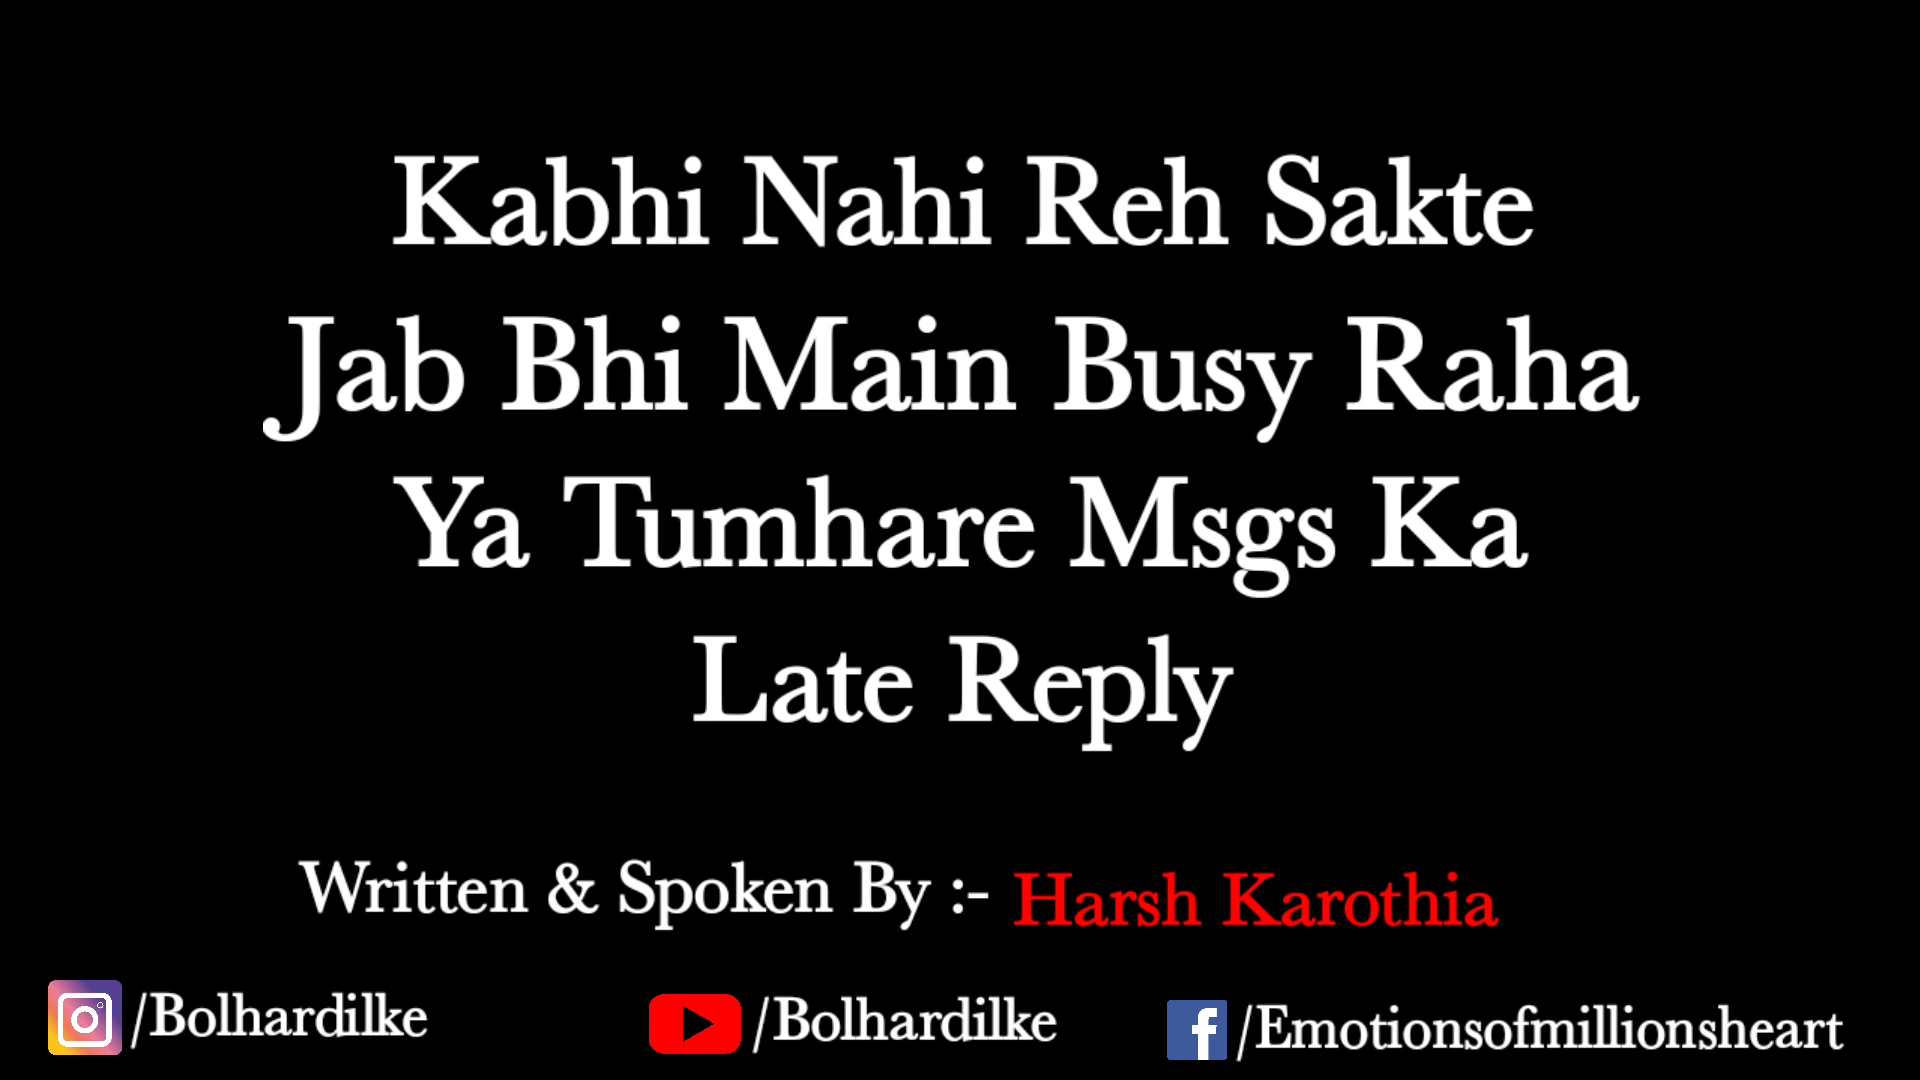 Kabhi Nahi Reh Sakte
Jab Bhi Main Busy Raha
Ya Tumhare Msgs Ka
Late Reply
Written & Spoken By :- Harsh Karothia
/Bolhardilke /Bolhardilke /Emotionsofmillionsheart